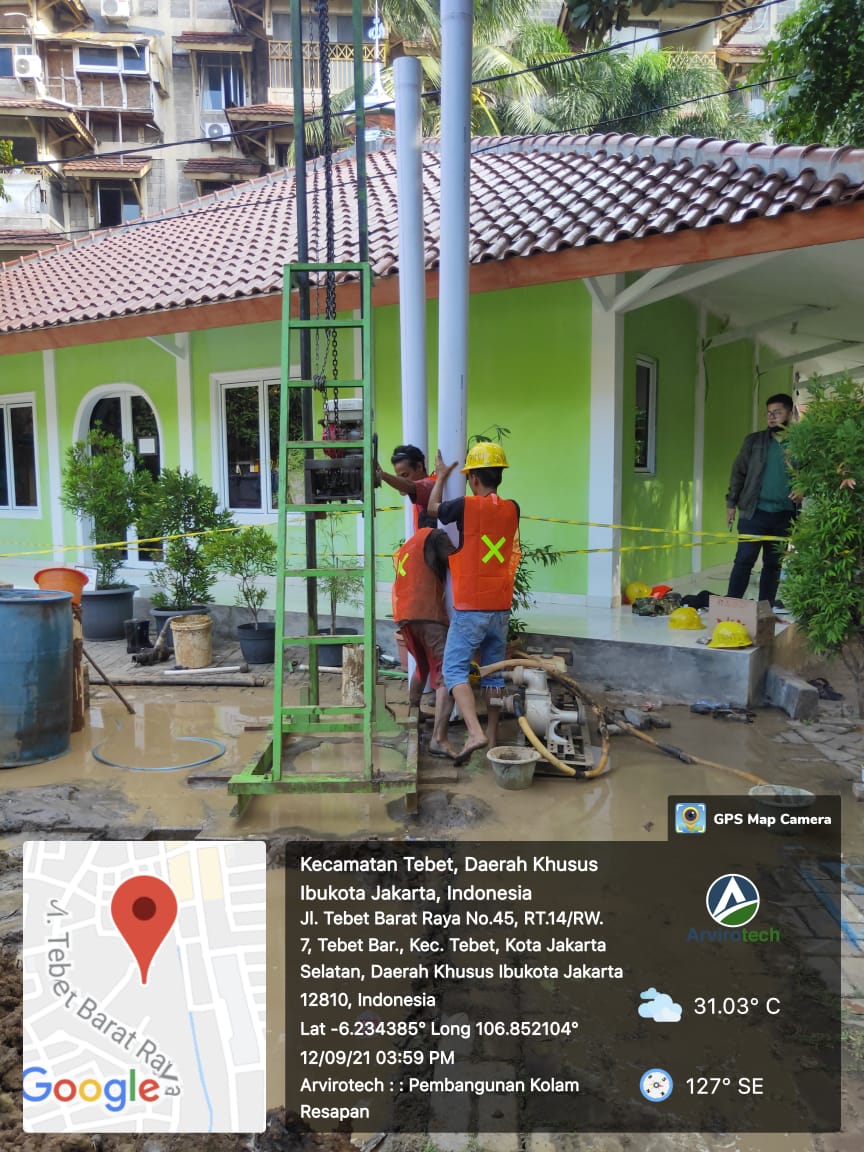 GPS Map Camera
Kecamatan Tebet, Daerah Khusus
Ibukota Jakarta, Indonesia
Jl. Tebet Barat Raya No.45, RT.14/RW.
7, Tebet Bar., Kec. Tebet, Kota Jakarta
Selatan, Daerah Khusus Ibukota Jakarta
12810, Indonesia
Lat -6.234385° Long 106.852104°
12/09/21 03:59 PM
Arvirotech : : Pembangunan Kolam
Resapan
Arvirotech
31.03° C
127° SE
Jl. Tebet Barat Raya
Google